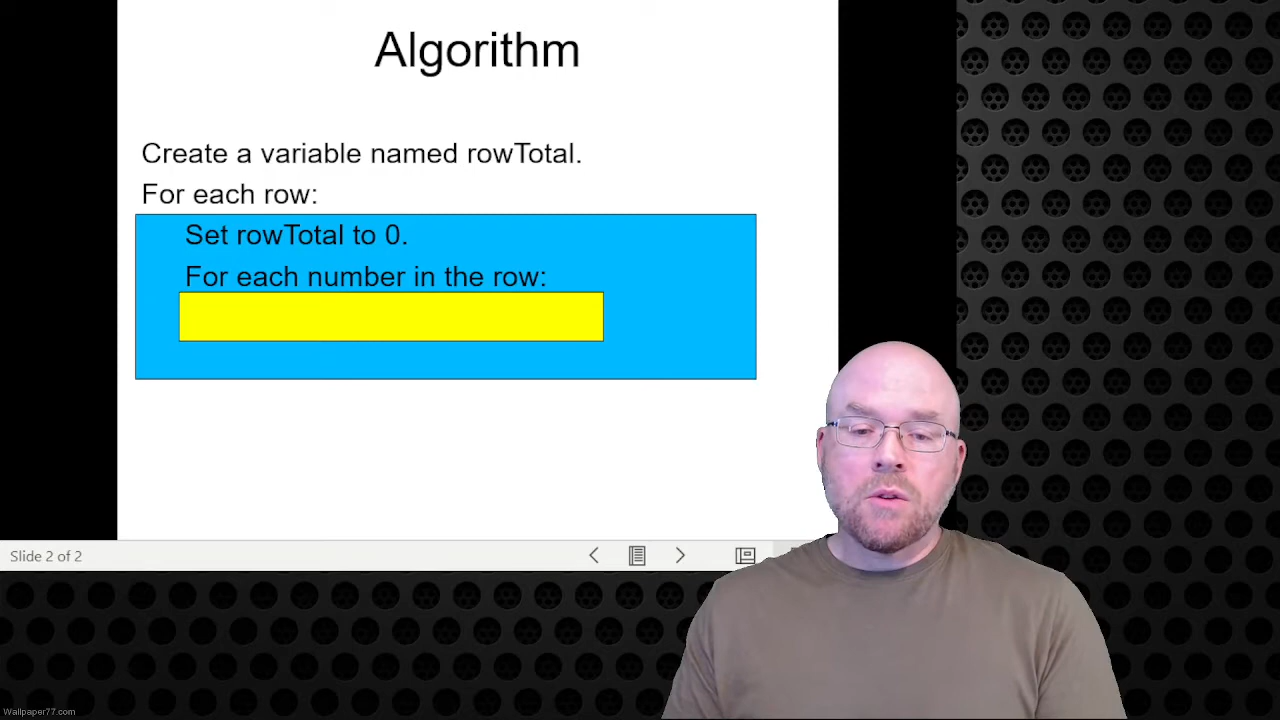 Algorithm
Create a variable named rowTotal.
For each row:
Set rowTotal to 0.
For each number in the row:
Slide 2 of 2
Wallpaper77.com